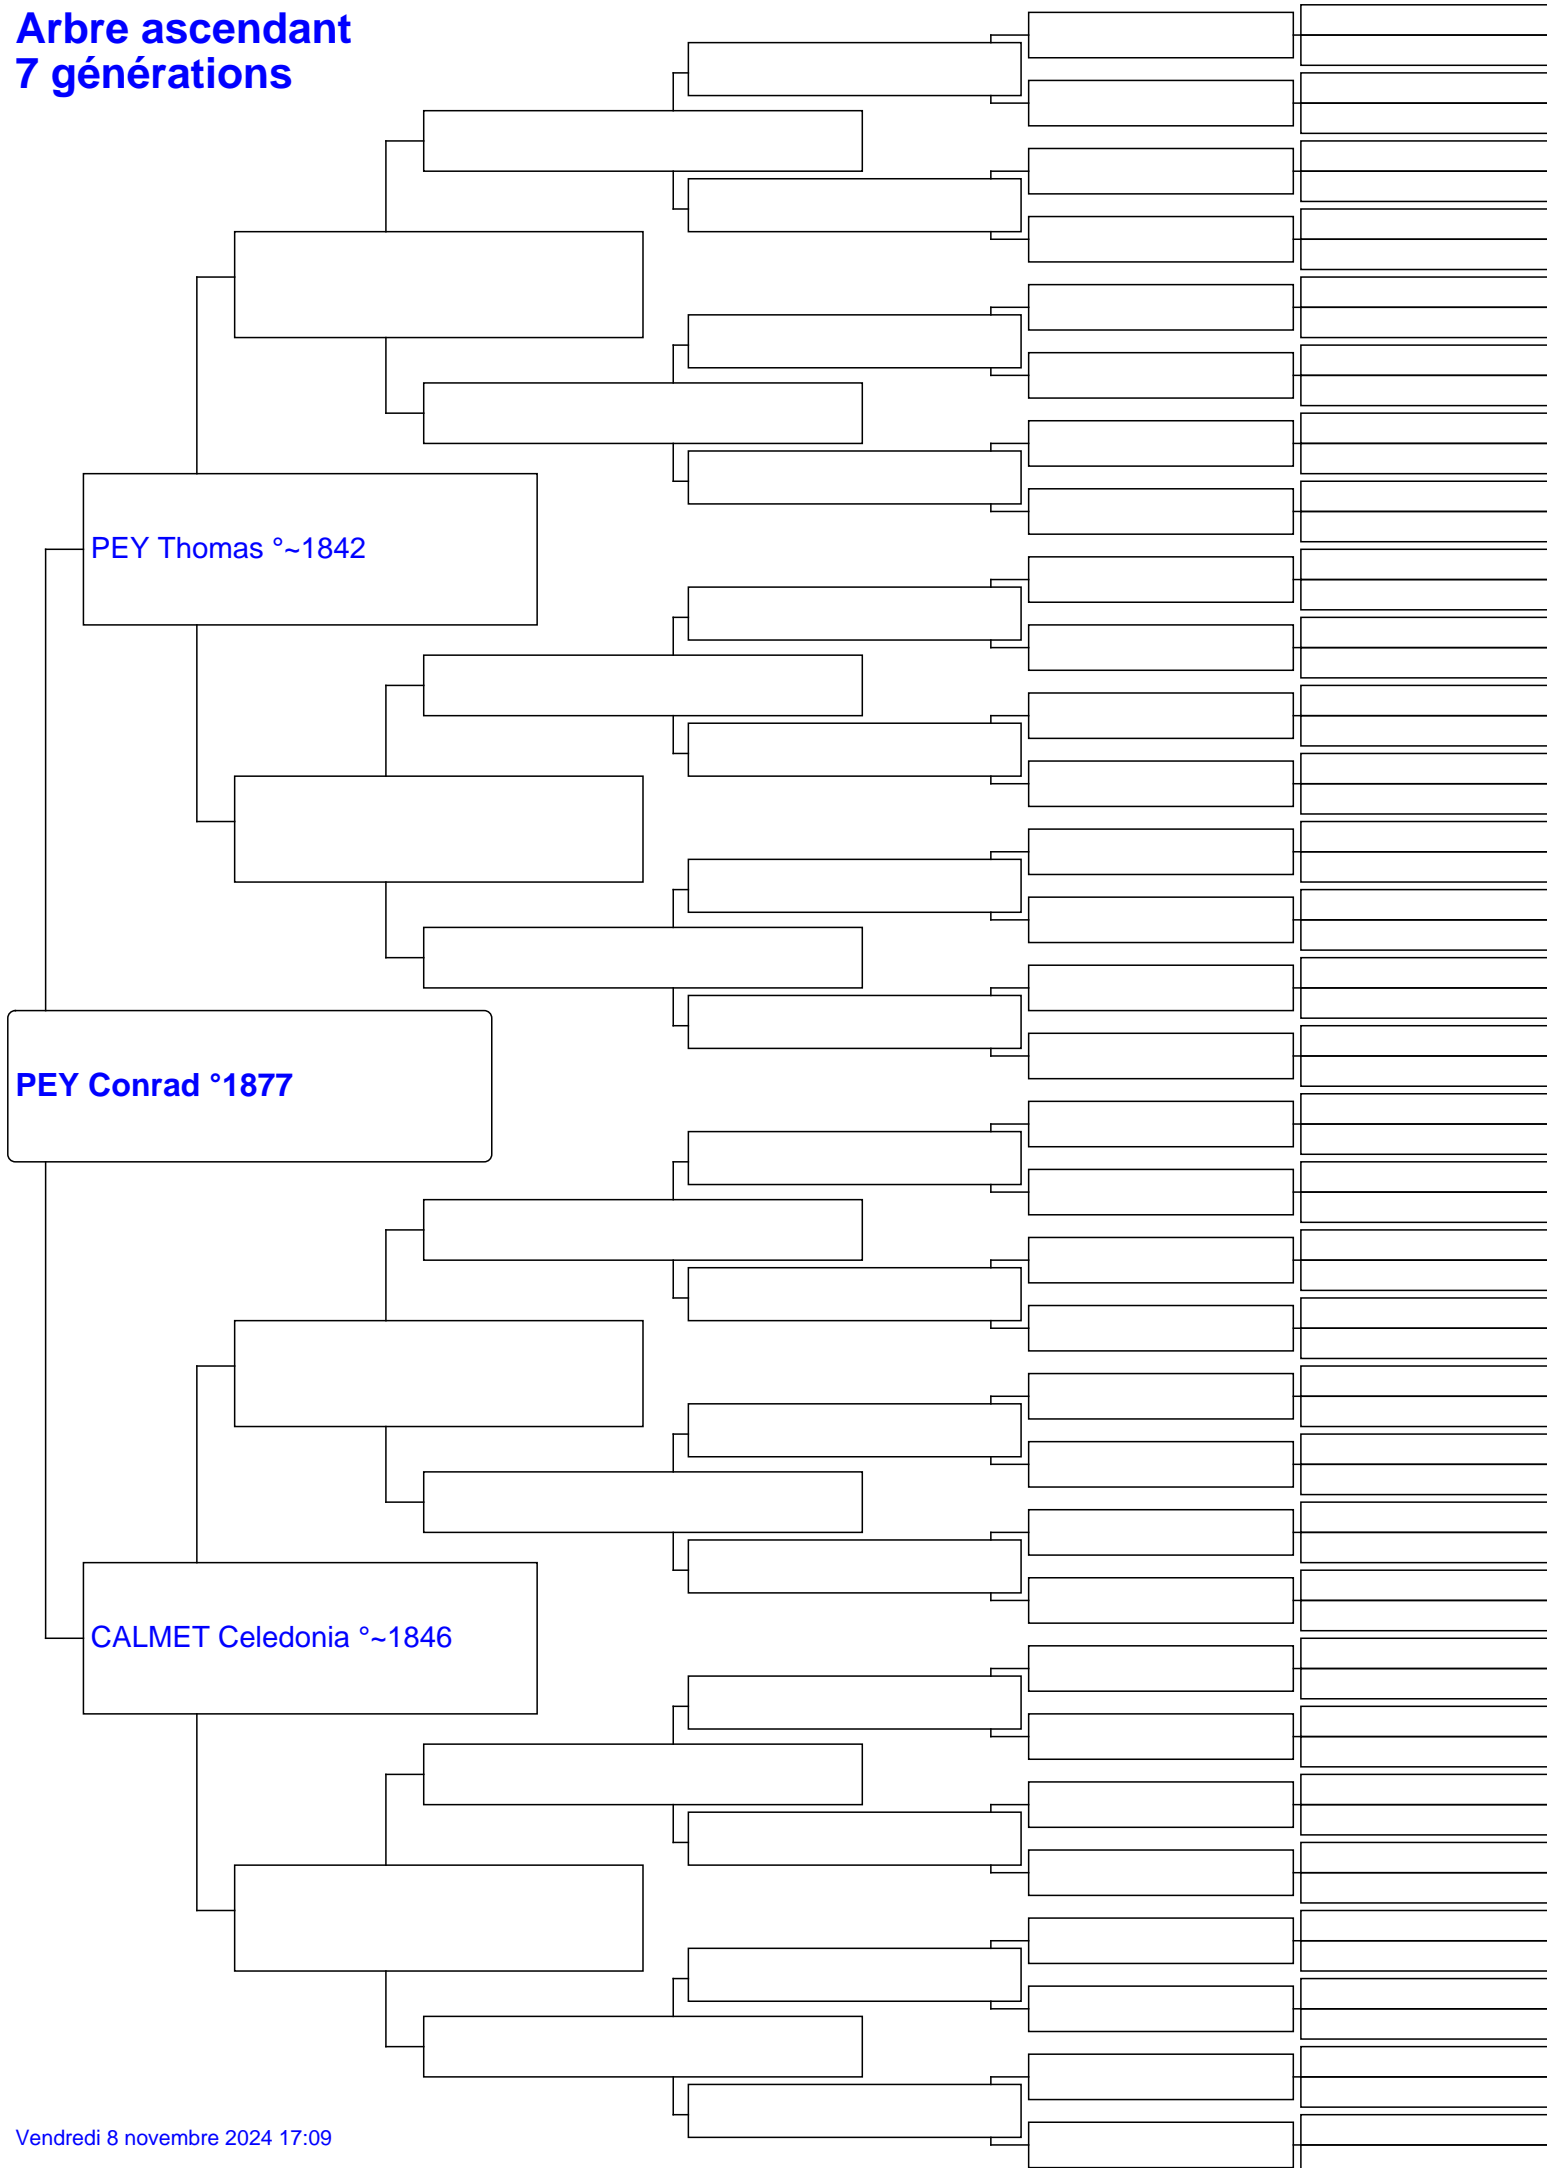 Arbre ascendant
7 générations
PEY Thomas °~1842
PEY Conrad °1877
CALMET Celedonia °~1846
Vendredi 8 novembre 2024 17:09